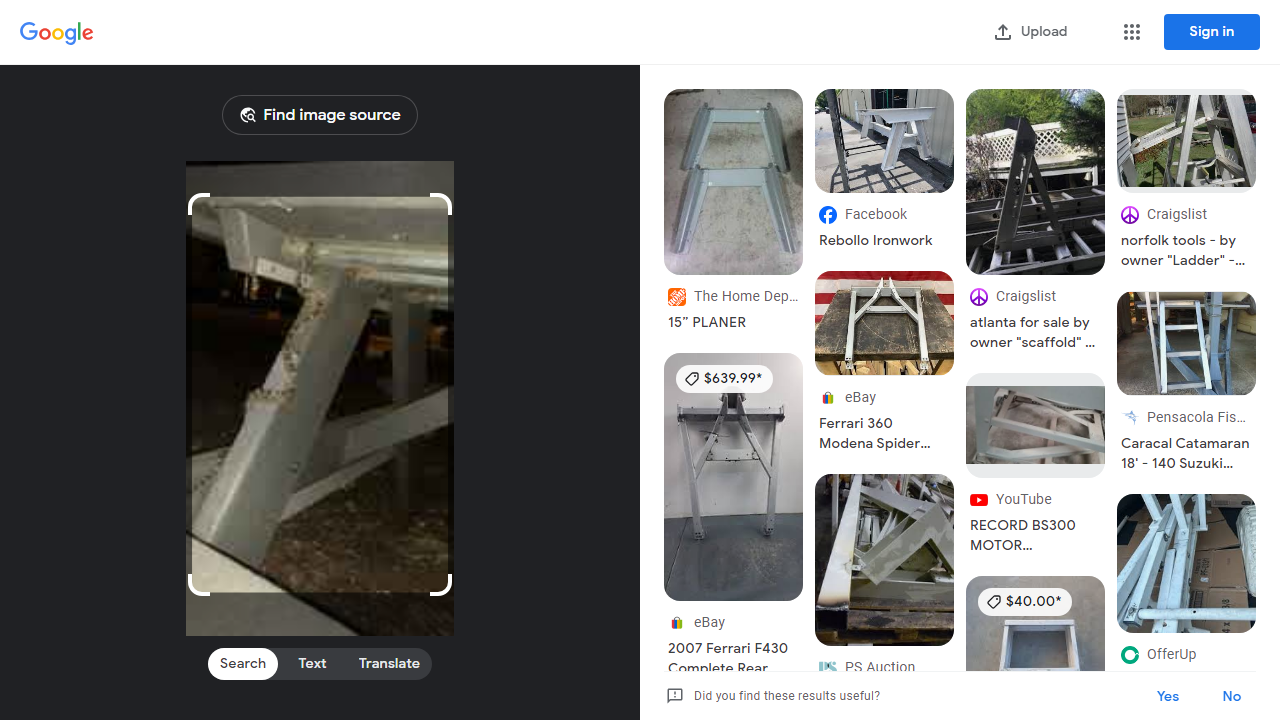 Google
Upload
Sign in
Find image source
Search
Text
Translate
The Home Dep...
15” PLANER
$639.99*
eBay
2007 Ferrari F430
Complete Rear
Facebook
Rebollo Ironwork
eBay
Ferrari 360
Modena Spider...
PS Auction
Craigslist
atlanta for sale by
owner "scaffold" ...
YouTube
RECORD BS300
MOTOR...
$40.00*
Craigslist
norfolk tools - by
owner "Ladder" -...
Pensacola Fis...
Caracal Catamaran
18' - 140 Suzuki...
OfferUp
Did you find these results useful?
Yes
No